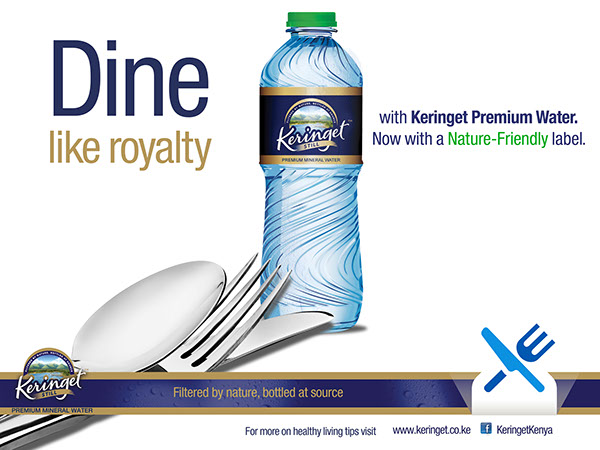 Dine
like royalty
Keringet
STILL
PREMIUM MINERAL WATER
with Keringet Premium Water.
Now with a Nature-Friendly label.
Keringet
STILL
PREMIUM MINERAL WATER
Filtered by nature, bottled at source
For more on healthy living tips visit www.keringet.co.ke f KeringetKenya